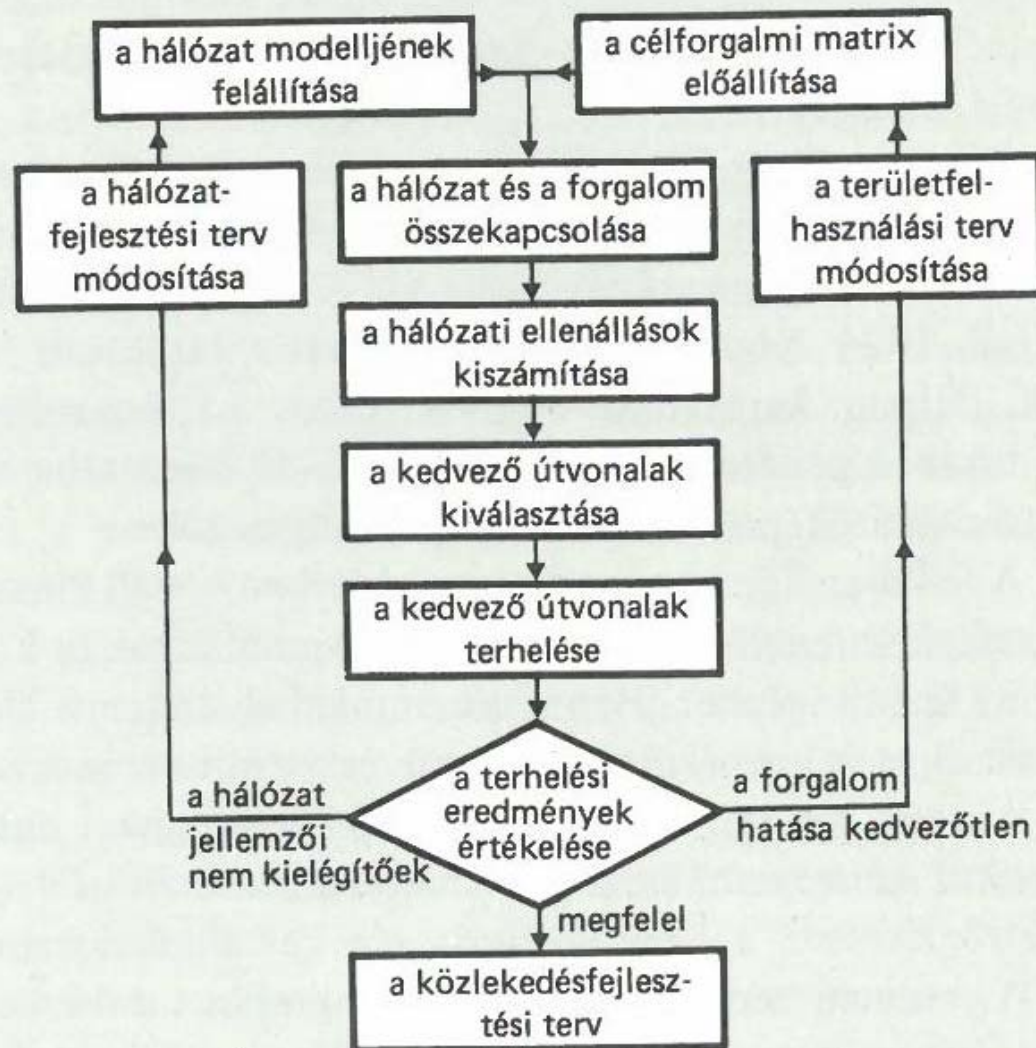 a hálózat modelljének
felállítása
a célforgalmi matrix
előállítása
a hálózat-
fejlesztési terv
módosítása
a hálózat és a forgalom
összekapcsolása
a területfel-
használási terv
módosítása
a hálózati ellenállások
kiszámítása
a kedvező útvonalak
kiválasztása
a kedvező útvonalak
terhelése
a terhelési
eredmények
értékelése
a hálózat
jellemzői
nem kielégítőek
a forgalom
hatása kedvezőtlen
megfelel
a közlekedésfejlesz-
tési terv